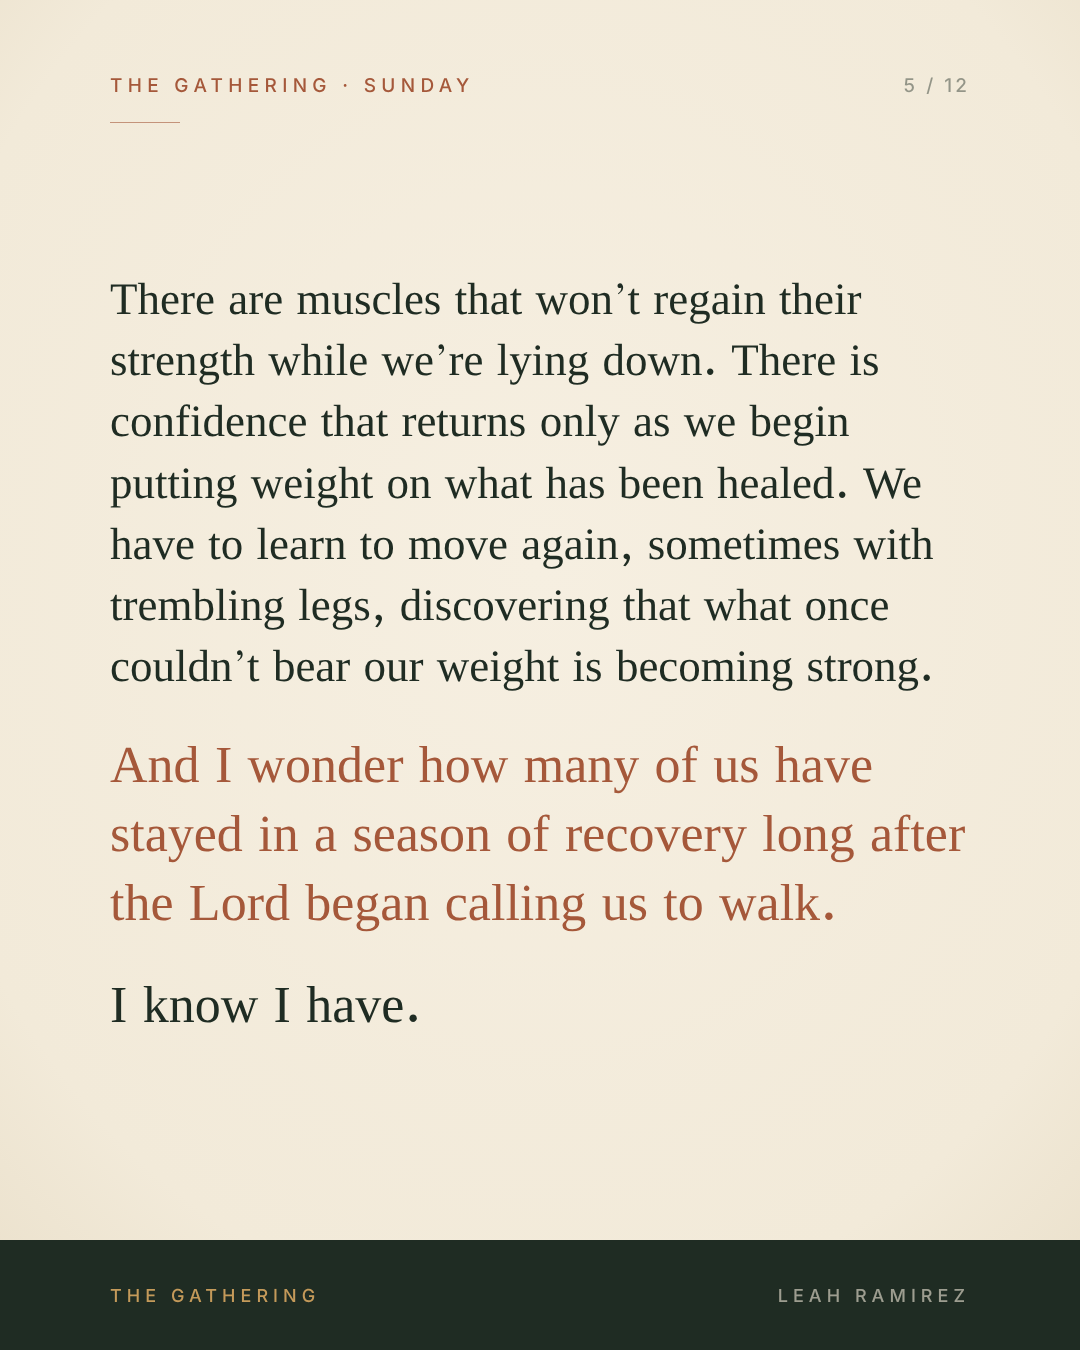 THE GATHERING · SUNDAY
5 / 12
There are muscles that won’t regain their
strength while we’re lying down. There is
confidence that returns only as we begin
putting weight on what has been healed. We
have to learn to move again, sometimes with
trembling legs, discovering that what once
couldn’t bear our weight is becoming strong.
And I wonder how many of us have
stayed in a season of recovery long after
the Lord began calling us to walk.
I know I have.
THE GATHERING
LEAH RAMIREZ